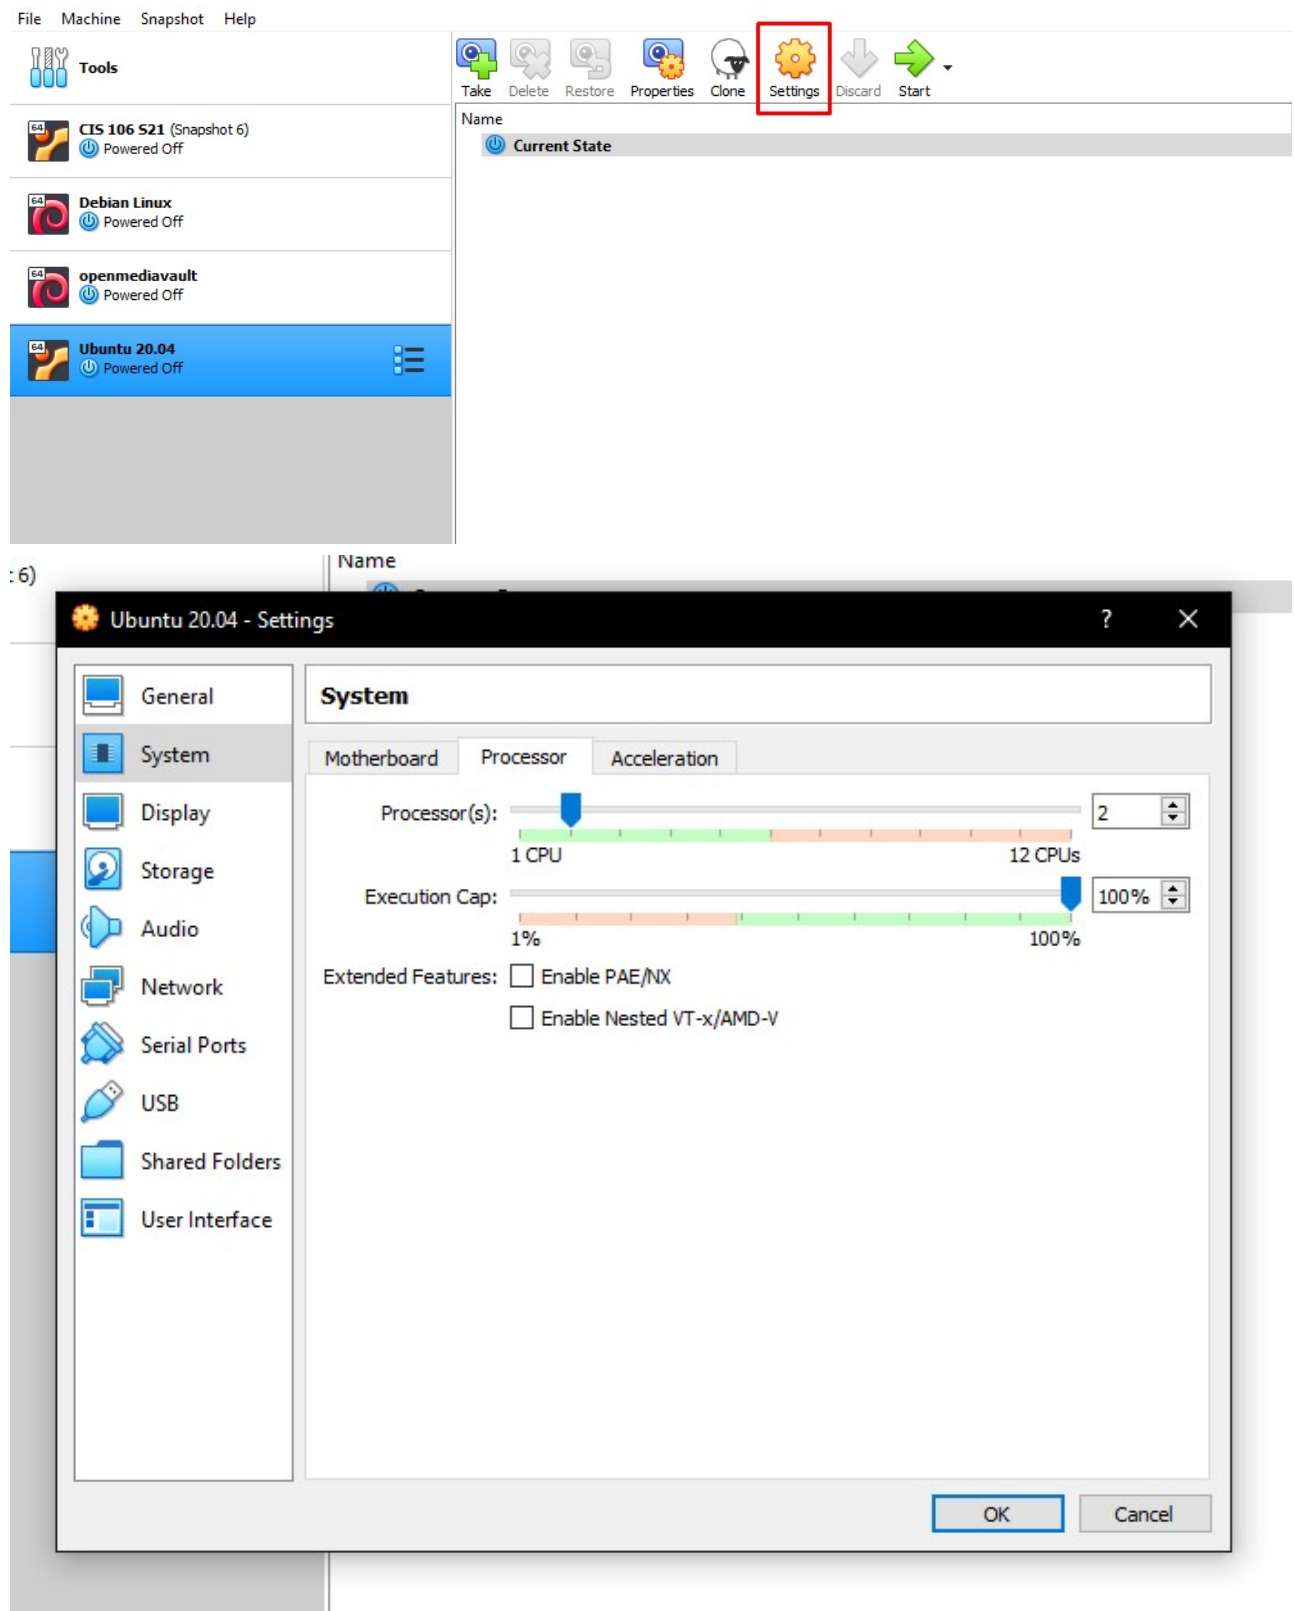 File Machine Snapshot Help
Tools
Take Delete Restore Properties Clone Settings Discard Start
Name
Current State
64
CIS 106 S21 (Snapshot 6)
Powered Off
64
Debian Linux
Powered Off
64
openmediavault
Powered Off
64
Ubuntu 20.04
Powered Off
: 6)
Name
Ubuntu 20.04 - Settings ?
General
System
Display
Storage
Audio
Network
Serial Ports
USB
Shared Folders
User Interface
System
Motherboard Processor Acceleration
Processor(s): 2
1 CPU 12 CPUs
Execution Cap: 100%
1% 100%
Extended Features: Enable PAE/NX
Enable Nested VT-x/AMD-V
OK Cancel